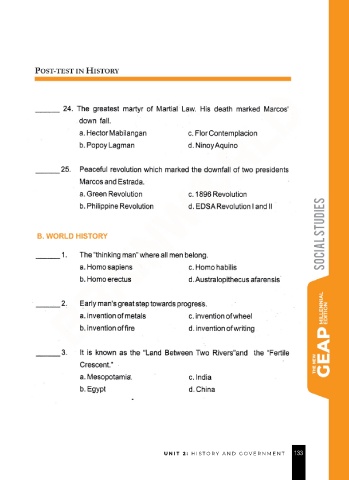 POST-TEST IN HISTORY
______ 24. The greatest martyr of Martial Law. His death marked Marcos'
down fall.
a. Hector Mabilangan c. Flor Contemplacion
b. Popoy Lagman d. Ninoy Aquino
______ 25. Peaceful revolution which marked the downfall of two presidents
Marcos and Estrada.
a. Green Revolution c. 1896 Revolution
b. Philippine Revolution d. EDSA Revolution I and II
B. WORLD HISTORY
______ 1. The "thinking man" where all men belong.
a. Homo sapiens c. Homo habilis
b. Homo erectus d. Australopithecus afarensis
______ 2. Early man's great step towards progress.
a. invention of metals c. invention of wheel
b. invention of fire d. invention of writing
______ 3. It is known as the "Land Between Two Rivers"and the "Fertile
Crescent."
a. Mesopotamia. c. India
b. Egypt d. China
SOCIAL STUDIES
THE NEW
GEAP MILLENNIAL
EDITION
UNIT 2: HISTORY AND GOVERNMENT 133